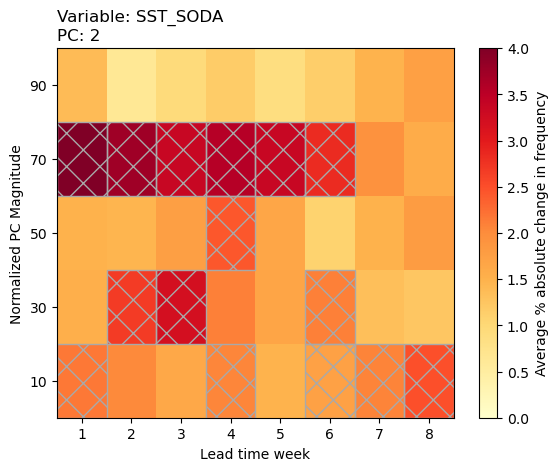 Variable: SST_SODA
PC: 2
90
70
50
30
10
Normalized PC Magnitude
1 2 3 4 5 6 7 8
Lead time week
4.0
3.5
3.0
2.5
2.0
1.5
1.0
0.5
0.0
Average % absolute change in frequency